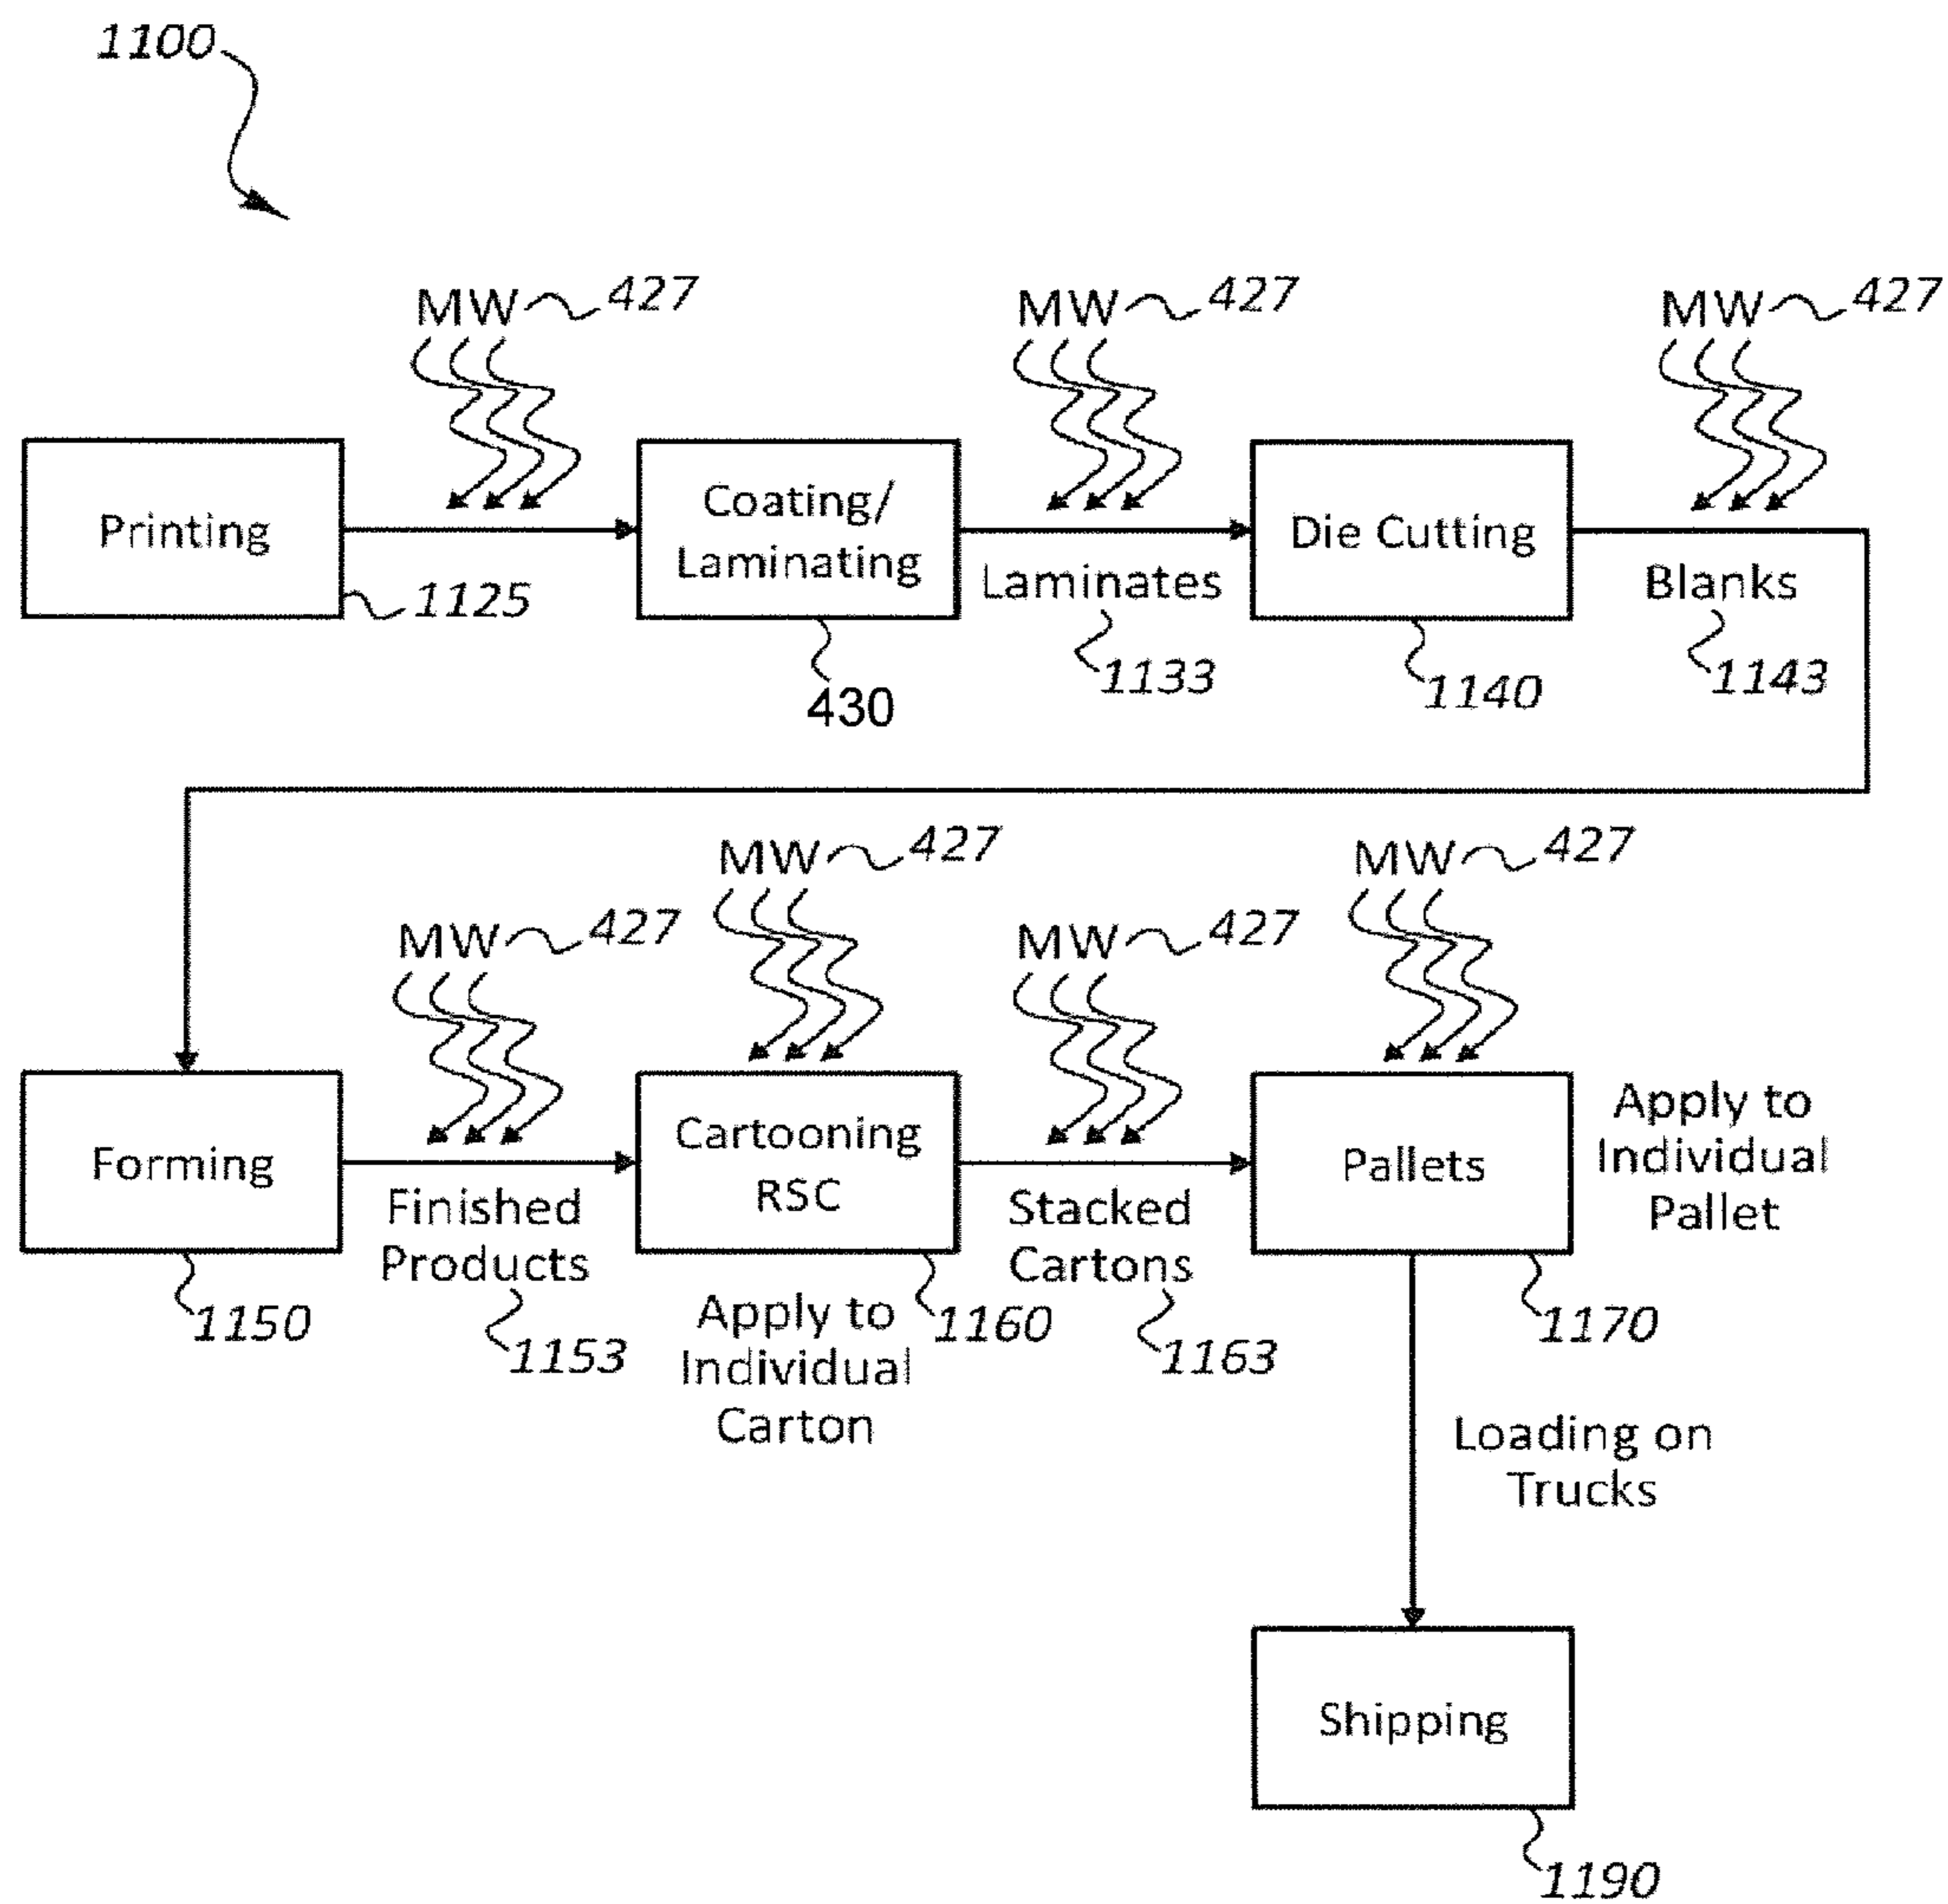 1100
MW 427
MW 427
MW 427
Printing
1125
Coating/
Laminating
430
Laminates
1133
Die Cutting
1140
Blanks
1143
MW 427
MW 427
MW 427
MW 427
Forming
1150
Finished
Products
1153
Cartooning
RSC
1160
Apply to
Individual
Carton
Stacked
Cartons
1163
Pallets
1170
Apply to
Individual
Pallet
Loading on
Trucks
Shipping
1190